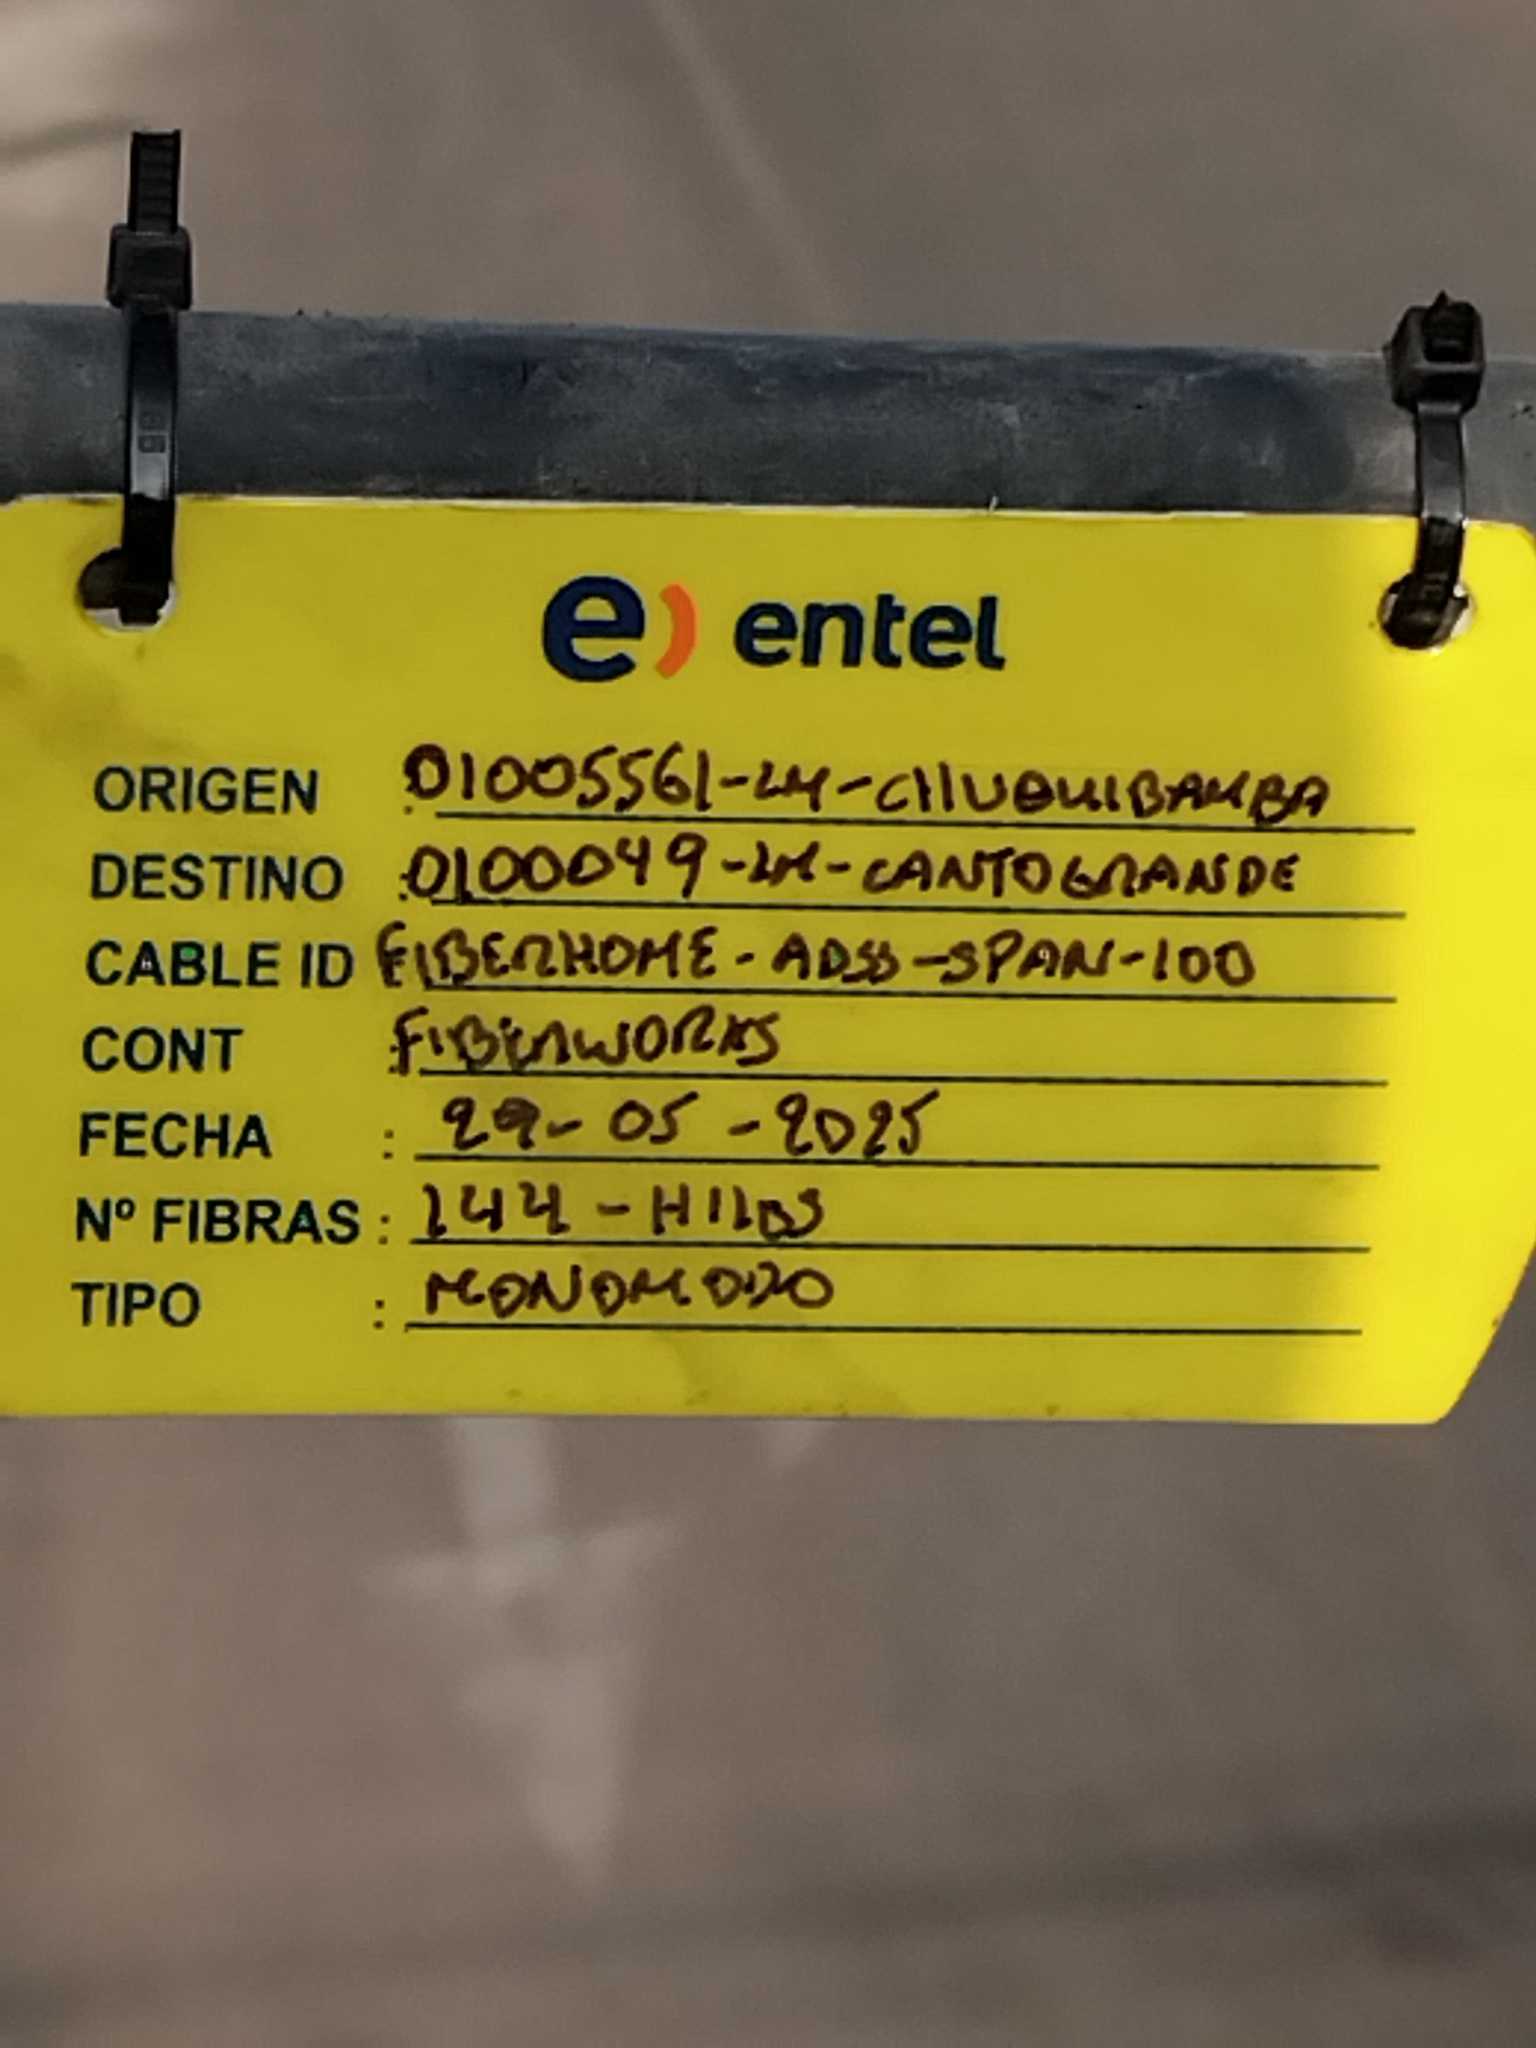 e) entel
ORIGEN : 01005561-LM-CHUQUIBAMBA
DESTINO : 0100049-LM-CANTOGRANDE
CABLE ID FIBERHOME-ADSS-SPAN-100
CONT : FIBERWORKS
FECHA : 29-05-2025
Nº FIBRAS : 144-HILOS
TIPO : MONOMODO